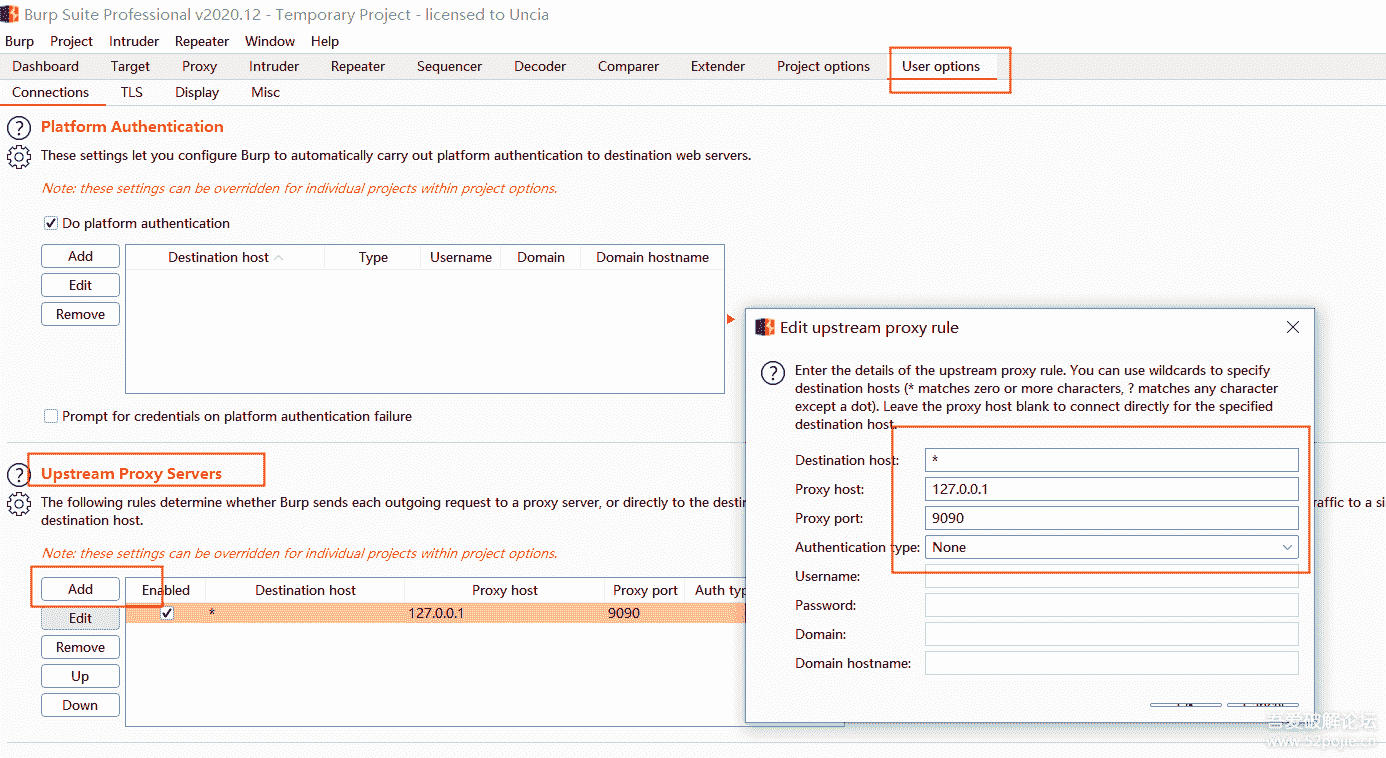 Burp Suite Professional v2020.12 - Temporary Project - licensed to Uncia
Burp Project Intruder Repeater Window Help
Dashboard Target Proxy Intruder Repeater Sequencer Decoder Comparer Extender Project options User options
Connections TLS Display Misc
? Platform Authentication
These settings let you configure Burp to automatically carry out platform authentication to destination web servers.
Note: these settings can be overridden for individual projects within project options.
Do platform authentication
Add
Edit
Remove
Destination host Type Username Domain Domain hostname
Prompt for credentials on platform authentication failure
? Upstream Proxy Servers
The following rules determine whether Burp sends each outgoing request to a proxy server, or directly to the destin
raffic to a si
destination host.
Note: these settings can be overridden for individual projects within project options.
Add
Edit
Remove
Up
Down
Enabled Destination host Proxy host Proxy port Auth typ
* 127.0.0.1 9090
Edit upstream proxy rule
? Enter the details of the upstream proxy rule. You can use wildcards to specify
destination hosts (* matches zero or more characters, ? matches any character
except a dot). Leave the proxy host blank to connect directly for the specified
destination host.
Destination host: *
Proxy host: 127.0.0.1
Proxy port: 9090
Authentication type: None
Username:
Password:
Domain:
Domain hostname:
吾爱破解论坛
www.52pojie.cn